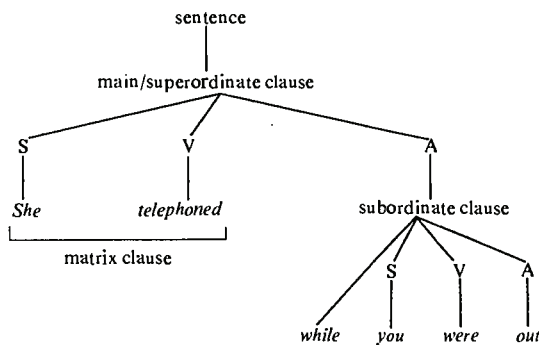 sentence
main/superordinate clause
S V A
She telephoned subordinate clause
matrix clause
S V A
while you were out